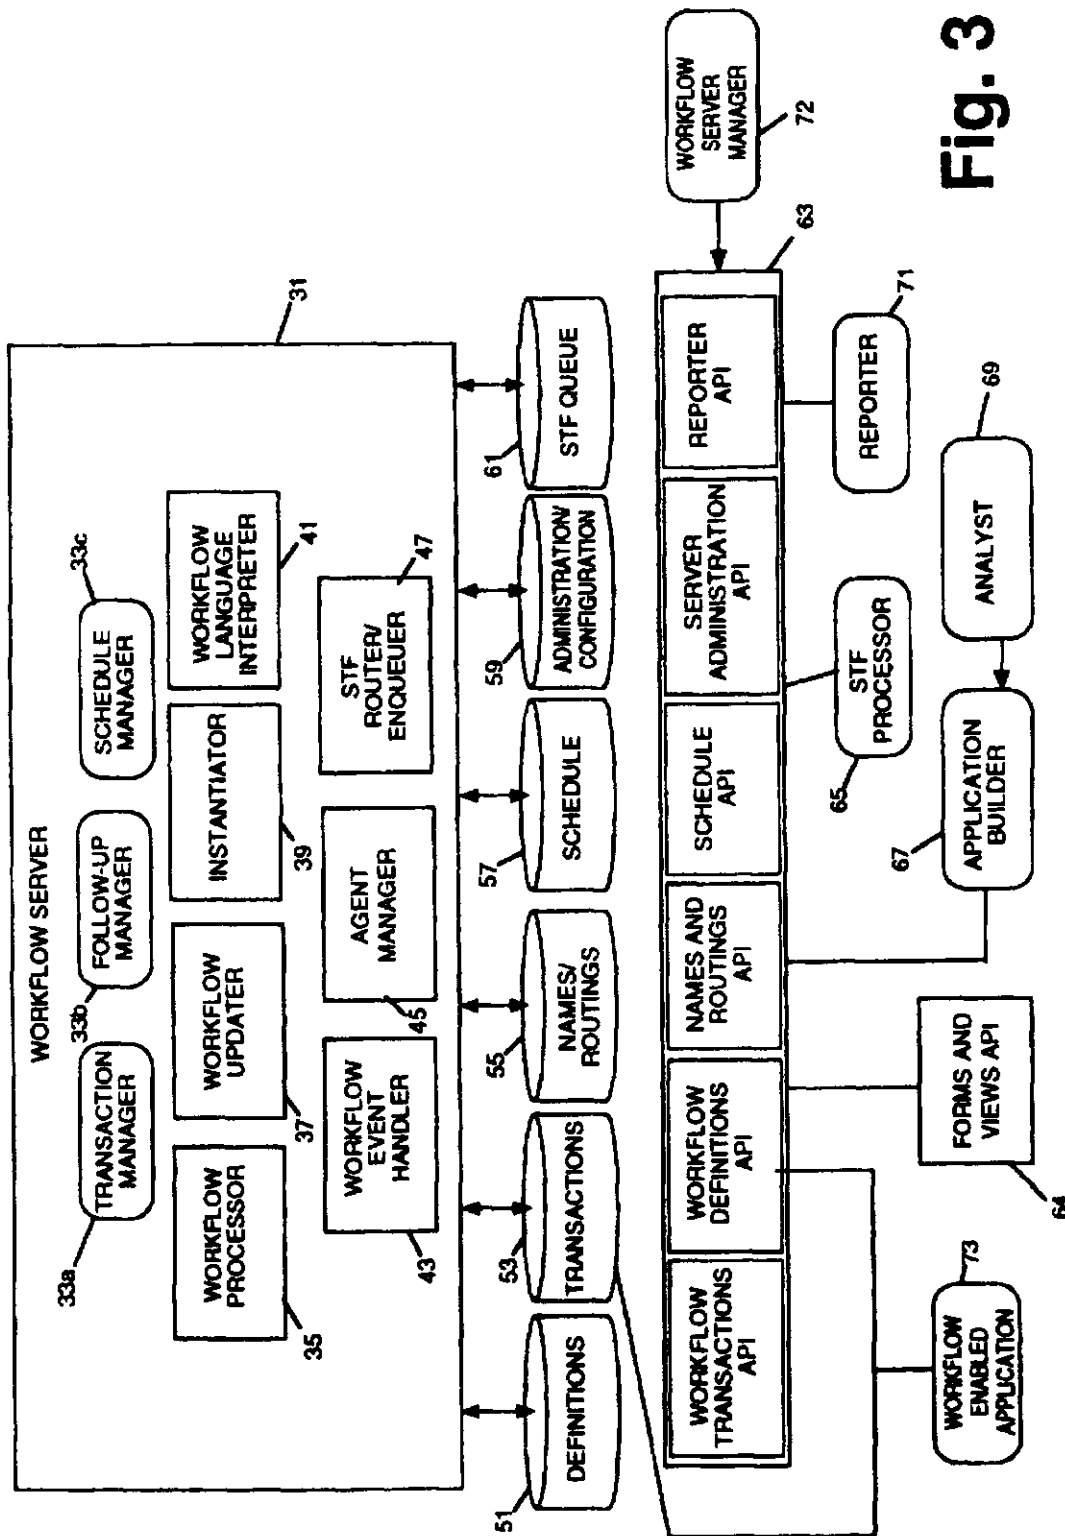 WORKFLOW SERVER
31
33a
TRANSACTION
MANAGER
33b
FOLLOW-UP
MANAGER
33c
SCHEDULE
MANAGER
WORKFLOW
PROCESSOR
35
WORKFLOW
UPDATER
37
INSTANTIATOR
39
WORKFLOW
LANGUAGE
INTERPRETER
41
WORKFLOW
EVENT
HANDLER
43
AGENT
MANAGER
45
STF
ROUTER/
ENQUEUER
47
51
DEFINITIONS
53
TRANSACTIONS
55
NAMES/
ROUTINGS
57
SCHEDULE
59
ADMINISTRATION/
CONFIGURATION
61
STF QUEUE
WORKFLOW
TRANSACTIONS
API
WORKFLOW
DEFINITIONS
API
NAMES AND
ROUTINGS
API
SCHEDULE
API
SERVER
ADMINISTRATION
API
REPORTER
API
63
WORKFLOW
SERVER
MANAGER
72
73
WORKFLOW
ENABLED
APPLICATION
FORMS AND
VIEWS API
64
67
APPLICATION
BUILDER
65
STF
PROCESSOR
ANALYST
69
REPORTER
71
Fig. 3